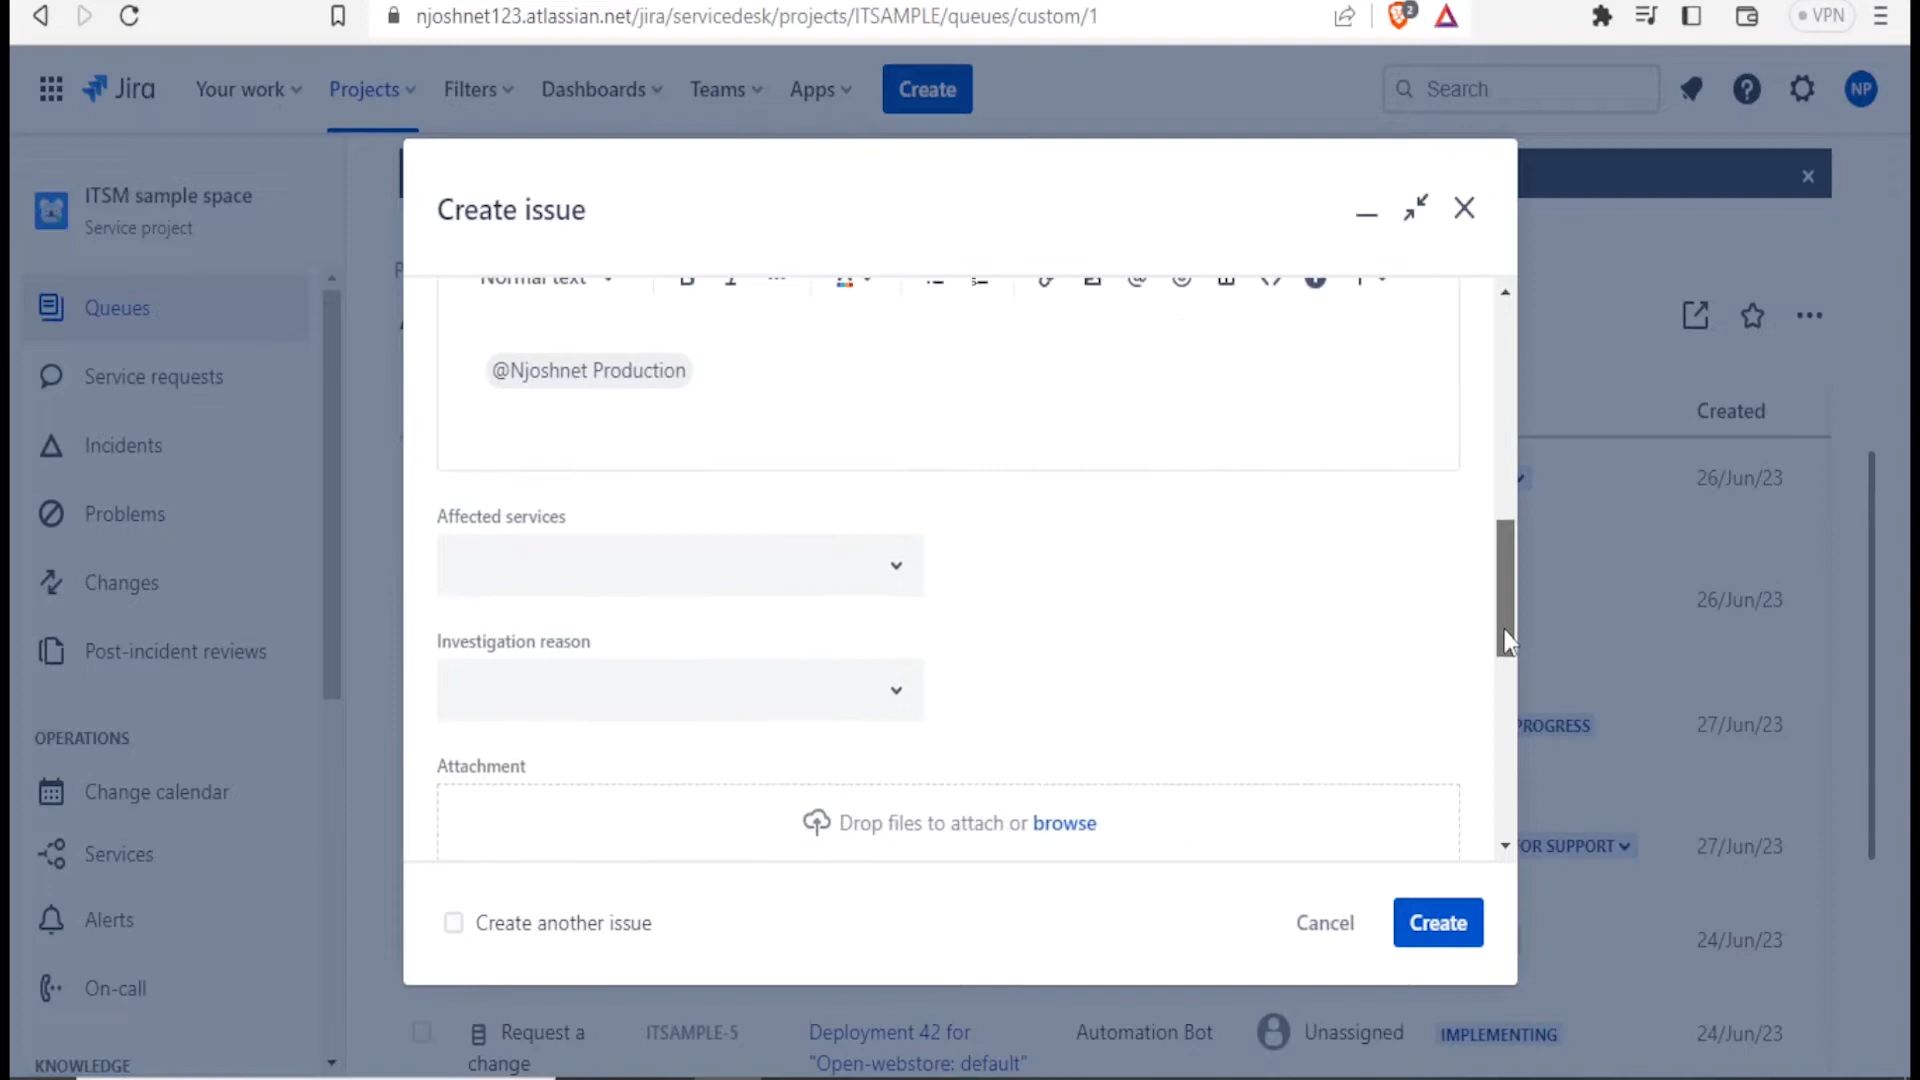 njoshnet123.atlassian.net/jira/servicedesk/projects/ITSAMPLE/queues/custom/1
2
VPN
Jira
Your work
Projects
Filters
Dashboards
Teams
Apps
Create
Search
NP
ITSM sample space
Service project
Create issue
Queues
Normal text
Service requests
@Njoshnet Production
Created
Incidents
26/Jun/23
Problems
Affected services
Changes
26/Jun/23
Investigation reason
Post-incident reviews
PROGRESS
27/Jun/23
OPERATIONS
Attachment
Change calendar
Drop files to attach or browse
OR SUPPORT
27/Jun/23
Services
Alerts
Create another issue
Cancel
Create
24/Jun/23
On-call
Request a change
ITSAMPLE-5
Deployment 42 for "Open-webstore: default"
Automation Bot
Unassigned
IMPLEMENTING
24/Jun/23
KNOWLEDGE